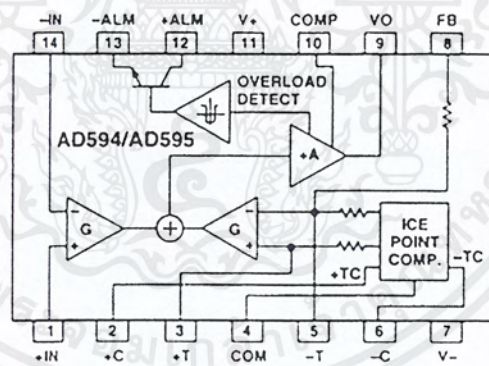 -IN -ALM +ALM V+ COMP VO FB
14 13 12 11 10 9 8
OVERLOAD
DETECT
AD594/AD595
+A
- -
G G
+ +
ICE
POINT
COMP.
-TC
+TC
1 2 3 4 5 6 7
+IN +C +T COM -T -C V-